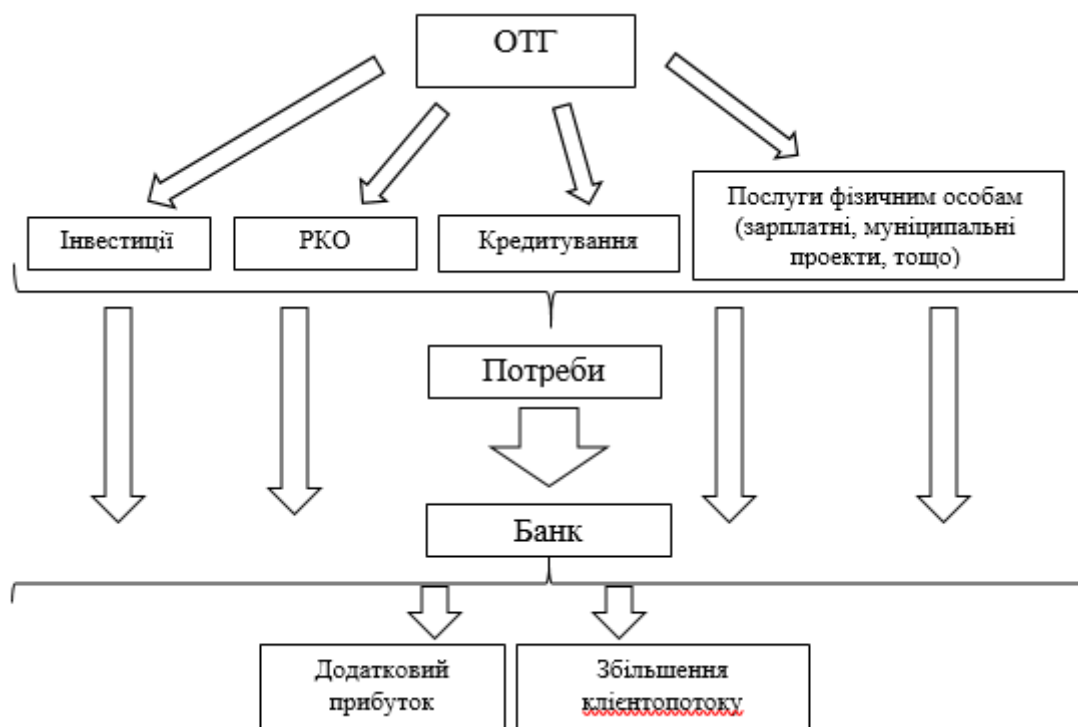 ОТГ
Інвестиції
РКО
Кредитування
Послуги фізичним особам
(зарплатні, муніципальні
проекти, тощо)
Потреби
Банк
Додатковий
прибуток
Збільшення
клієнтопотоку